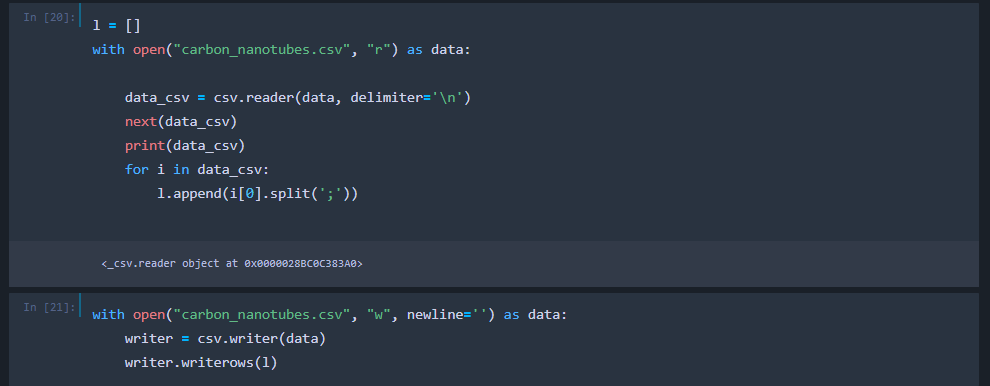 In [20]:
l = []
with open("carbon_nanotubes.csv", "r") as data:
data_csv = csv.reader(data, delimiter='\n')
next(data_csv)
print(data_csv)
for i in data_csv:
l.append(i[0].split(';'))
<_csv.reader object at 0x0000028BC0C383A0>
In [21]:
with open("carbon_nanotubes.csv", "w", newline='') as data:
writer = csv.writer(data)
writer.writerows(l)